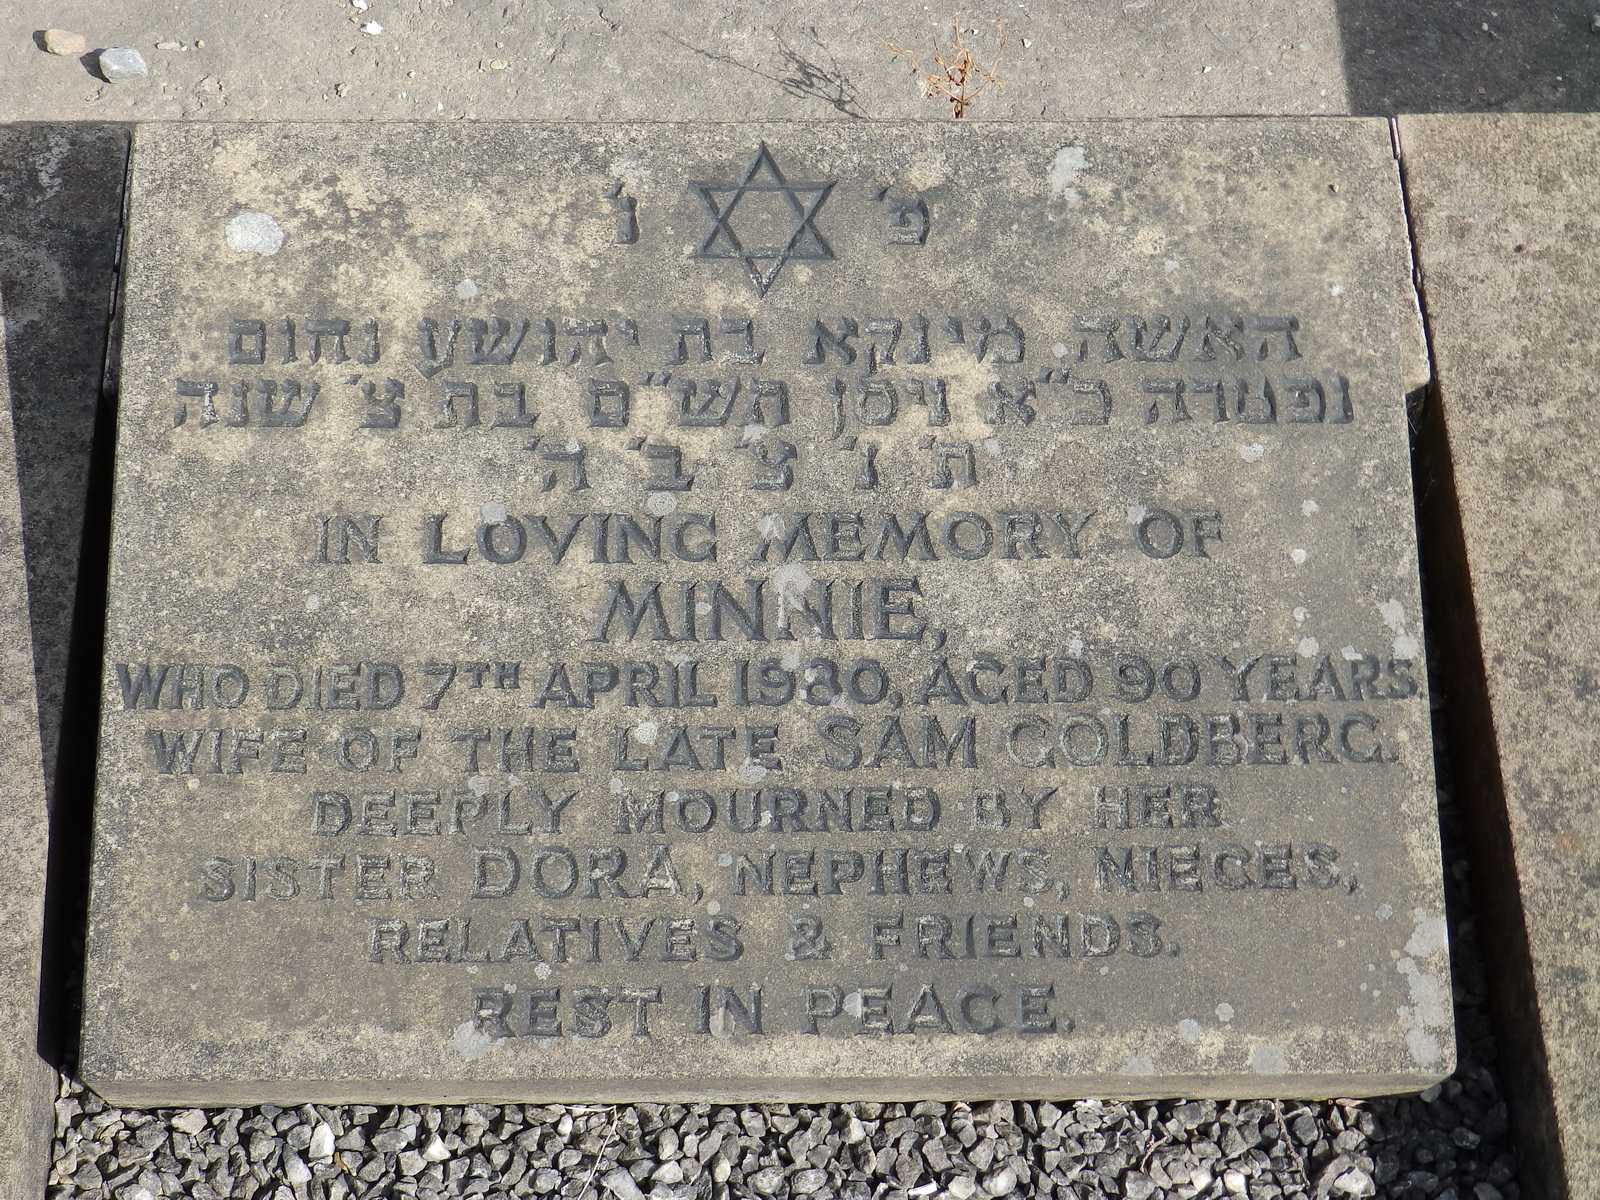 פ׳ נ׳
האשה מינקא בת יהושע נחום
נפטרה כ״א ניסן תש״ם בת צ׳ שנה
ת׳ נ׳ צ׳ ב׳ ה׳
IN LOVING MEMORY OF
MINNIE,
WHO DIED 7TH APRIL 1980, AGED 90 YEARS
WIFE OF THE LATE SAM GOLDBERG.
DEEPLY MOURNED BY HER
SISTER DORA, NEPHEWS, NIECES,
RELATIVES & FRIENDS.
REST IN PEACE.